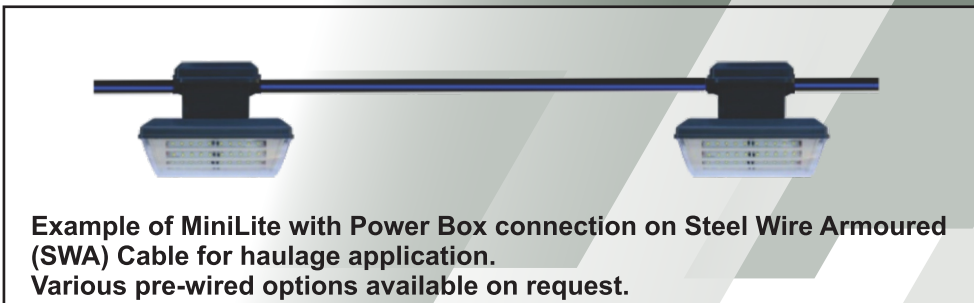 Example of MiniLite with Power Box connection on Steel Wire Armoured
(SWA) Cable for haulage application.
Various pre-wired options available on request.